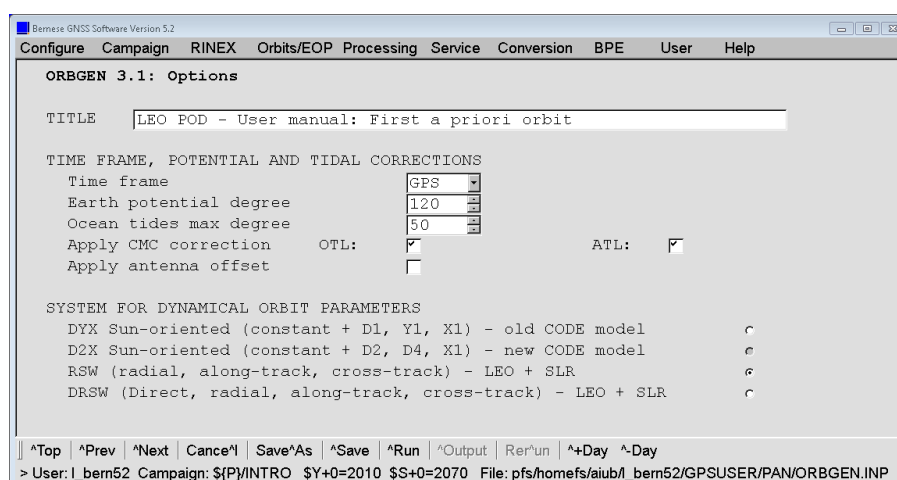 Bernese GNSS Software Version 5.2
Configure Campaign RINEX Orbits/EOP Processing Service Conversion BPE User Help
ORBGEN 3.1: Options
TITLE LEO POD - User manual: First a priori orbit
TIME FRAME, POTENTIAL AND TIDAL CORRECTIONS
Time frame GPS
Earth potential degree 120
Ocean tides max degree 50
Apply CMC correction OTL: ATL:
Apply antenna offset
SYSTEM FOR DYNAMICAL ORBIT PARAMETERS
DYX Sun-oriented (constant + D1, Y1, X1) - old CODE model
D2X Sun-oriented (constant + D2, D4, X1) - new CODE model
RSW (radial, along-track, cross-track) - LEO + SLR
DRSW (Direct, radial, along-track, cross-track) - LEO + SLR
^Top | ^Prev | ^Next | Cance^l | Save^As | ^Save | ^Run | ^Output | Rer^un | ^+Day ^-Day
> User: l_bern52 Campaign: ${P}/INTRO $Y+0=2010 $S+0=2070 File: pfs/homefs/aiub/l_bern52/GPSUSER/PAN/ORBGEN.INP